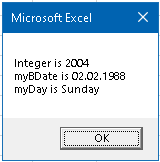 Microsoft Excel
Integer is 2004
myBDate is 02.02.1988
myDay is Sunday
OK